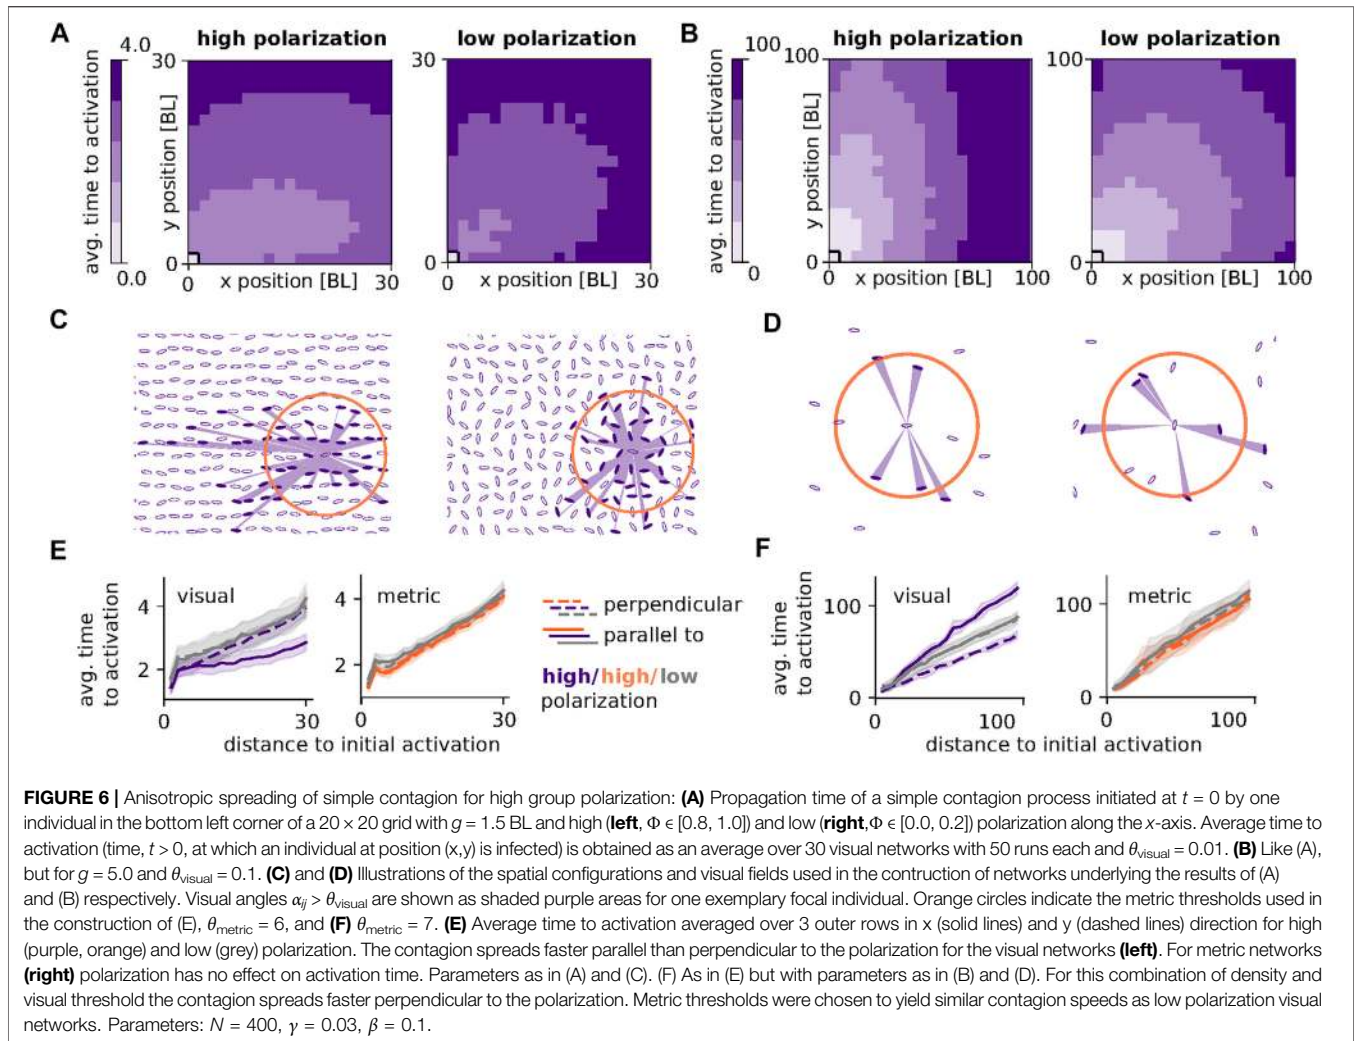 A
B
4.0
high polarization
low polarization
100
100
high polarization
low polarization
30
30
100
avg. time to activation
y position [BL]
avg. time to activation
y position [BL]
0.0
0
0
0
0
0
0 x position [BL] 30
0 x position [BL] 30
0 x position [BL] 100
0 x position [BL] 100
C
D
E
F
avg. time
to activation
4
2
visual
4
2
metric
perpendicular
parallel to
high/high/low
polarization
0
30
0
30
distance to initial activation
avg. time
to activation
100
0
visual
100
0
metric
0
100
0
100
distance to initial activation
FIGURE 6 | Anisotropic spreading of simple contagion for high group polarization: (A) Propagation time of a simple contagion process initiated at t = 0 by one
individual in the bottom left corner of a 20 × 20 grid with g = 1.5 BL and high (left, Φ ϵ [0.8, 1.0]) and low (right,Φ ϵ [0.0, 0.2]) polarization along the x-axis. Average time to
activation (time, t > 0, at which an individual at position (x,y) is infected) is obtained as an average over 30 visual networks with 50 runs each and θvisual = 0.01. (B) Like (A),
but for g = 5.0 and θvisual = 0.1. (C) and (D) Illustrations of the spatial configurations and visual fields used in the contruction of networks underlying the results of (A)
and (B) respectively. Visual angles αij > θvisual are shown as shaded purple areas for one exemplary focal individual. Orange circles indicate the metric thresholds used in
the construction of (E), θmetric = 6, and (F) θmetric = 7. (E) Average time to activation averaged over 3 outer rows in x (solid lines) and y (dashed lines) direction for high
(purple, orange) and low (grey) polarization. The contagion spreads faster parallel than perpendicular to the polarization for the visual networks (left). For metric networks
(right) polarization has no effect on activation time. Parameters as in (A) and (C). (F) As in (E) but with parameters as in (B) and (D). For this combination of density and
visual threshold the contagion spreads faster perpendicular to the polarization. Metric thresholds were chosen to yield similar contagion speeds as low polarization visual
networks. Parameters: N = 400, γ = 0.03, β = 0.1.